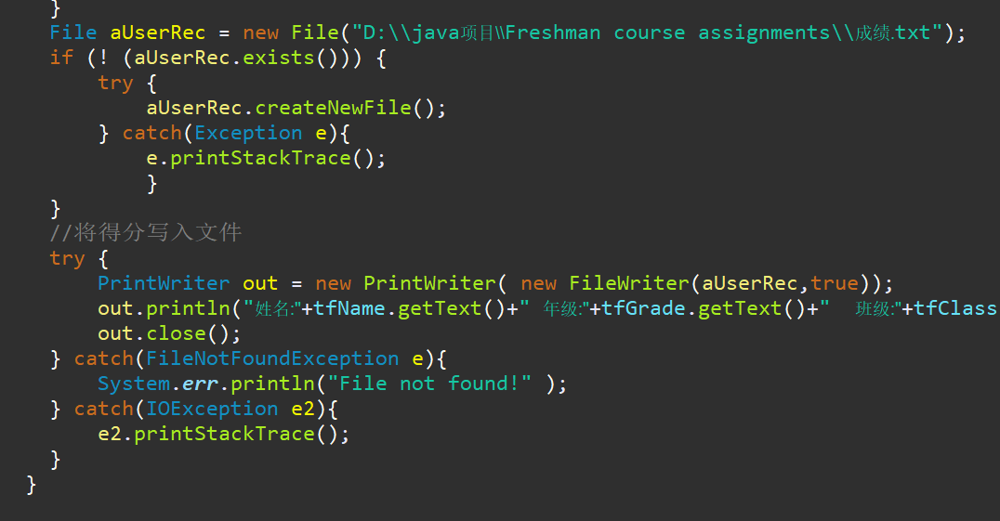 }
File aUserRec = new File("D:\\java项目\\Freshman course assignments\\成绩.txt");
if (! (aUserRec.exists())) {
try {
aUserRec.createNewFile();
} catch(Exception e){
e.printStackTrace();
}
}
//将得分写入文件
try {
PrintWriter out = new PrintWriter( new FileWriter(aUserRec,true));
out.println("姓名:"+tfName.getText()+" 年级:"+tfGrade.getText()+"  班级:"+tfClass
out.close();
} catch(FileNotFoundException e){
System.err.println("File not found!" );
} catch(IOException e2){
e2.printStackTrace();
}
}